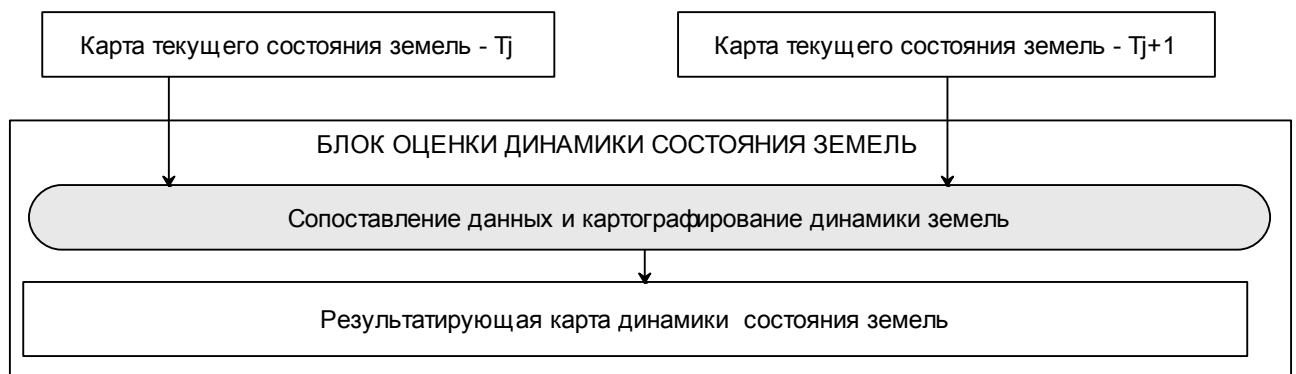 Карта текущего состояния земель - Tj
Карта текущего состояния земель - Tj+1
БЛОК ОЦЕНКИ ДИНАМИКИ СОСТОЯНИЯ ЗЕМЕЛЬ
Сопоставление данных и картографирование динамики земель
Результатирующая карта динамики состояния земель